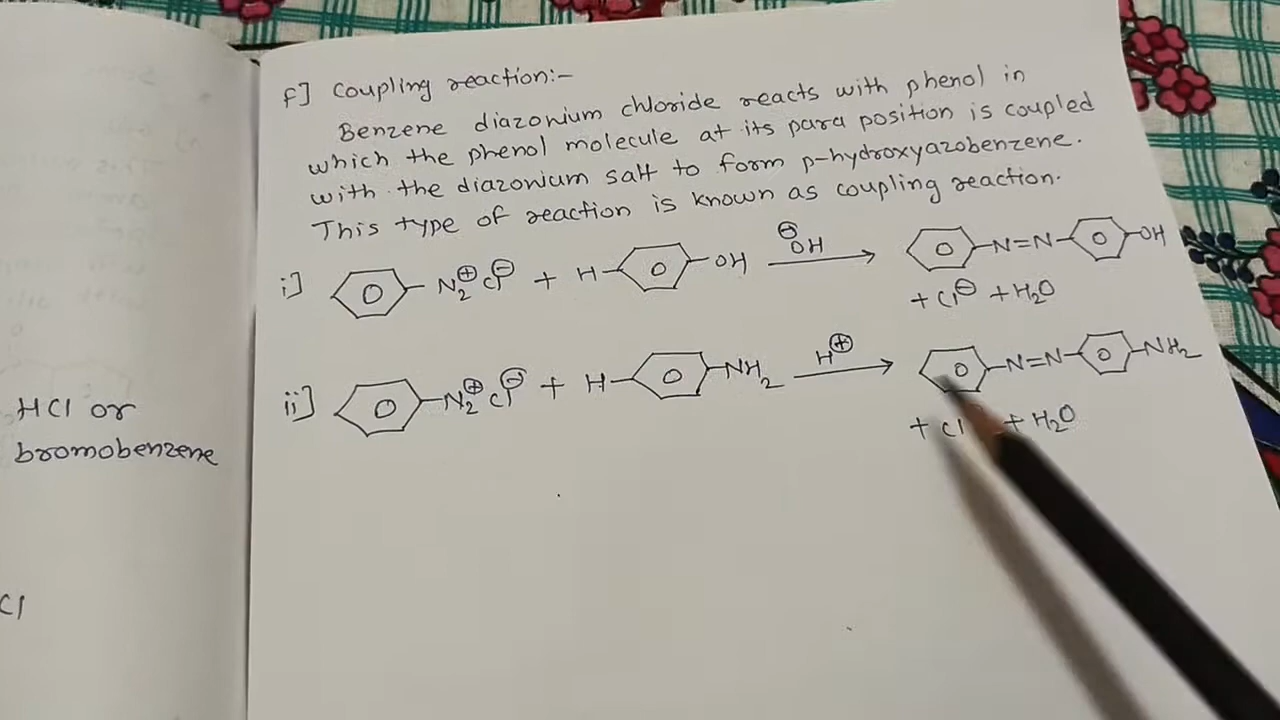 f] Coupling reaction:-
Benzene diazonium chloride reacts with phenol in
which the phenol molecule at its para position is coupled
with the diazonium salt to form p-hydroxyazobenzene.
This type of reaction is known as coupling reaction.
i] N₂⊕Cl⊖ + H- -OH ⊖OH → -N=N- -OH
+ Cl⊖ + H₂O
ii] -N₂⊕Cl⊖ + H- -NH₂ H⊕ → -N=N- -NH₂
+ Cl + H₂O
HCl or
bromobenzene
Cl